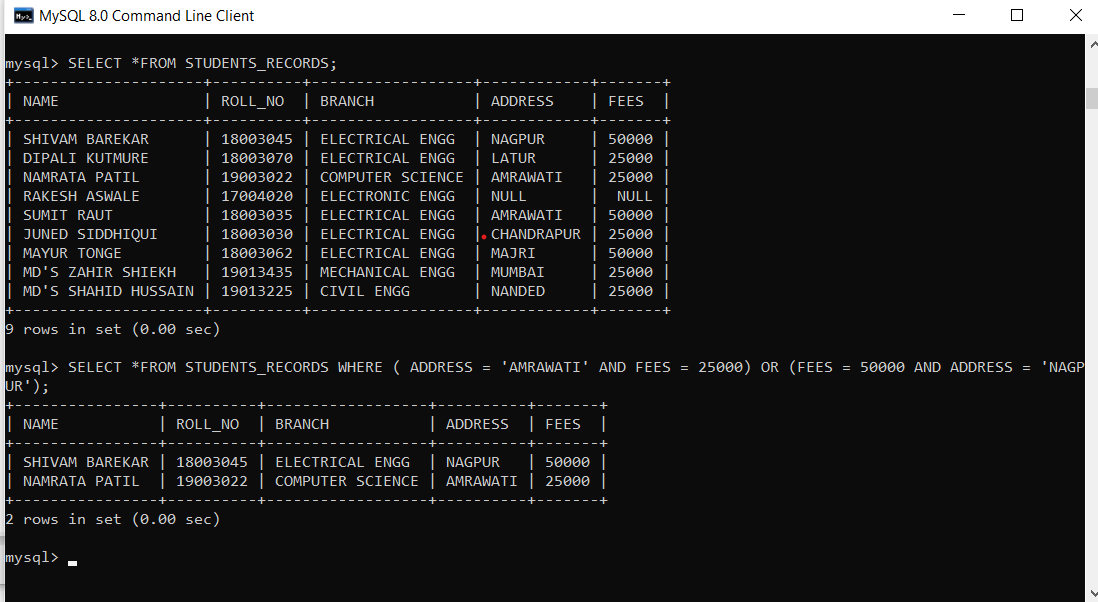 MySQL 8.0 Command Line Client
mysql> SELECT *FROM STUDENTS_RECORDS;
+---------------------+----------+------------------+------------+-------+
| NAME                | ROLL_NO  | BRANCH           | ADDRESS    | FEES  |
+---------------------+----------+------------------+------------+-------+
| SHIVAM BAREKAR      | 18003045 | ELECTRICAL ENGG  | NAGPUR     | 50000 |
| DIPALI KUTMURE      | 18003070 | ELECTRICAL ENGG  | LATUR      | 25000 |
| NAMRATA PATIL       | 19003022 | COMPUTER SCIENCE | AMRAWATI   | 25000 |
| RAKESH ASWALE       | 17004020 | ELECTRONIC ENGG  | NULL       |  NULL |
| SUMIT RAUT          | 18003035 | ELECTRICAL ENGG  | AMRAWATI   | 50000 |
| JUNED SIDDHIQUI     | 18003030 | ELECTRICAL ENGG  | CHANDRAPUR | 25000 |
| MAYUR TONGE         | 18003062 | ELECTRICAL ENGG  | MAJRI      | 50000 |
| MD'S ZAHIR SHIEKH   | 19013435 | MECHANICAL ENGG  | MUMBAI     | 25000 |
| MD'S SHAHID HUSSAIN | 19013225 | CIVIL ENGG       | NANDED     | 25000 |
+---------------------+----------+------------------+------------+-------+
9 rows in set (0.00 sec)
mysql> SELECT *FROM STUDENTS_RECORDS WHERE ( ADDRESS = 'AMRAWATI' AND FEES = 25000) OR (FEES = 50000 AND ADDRESS = 'NAGP
UR');
+----------------+----------+------------------+----------+-------+
| NAME           | ROLL_NO  | BRANCH           | ADDRESS  | FEES  |
+----------------+----------+------------------+----------+-------+
| SHIVAM BAREKAR | 18003045 | ELECTRICAL ENGG  | NAGPUR   | 50000 |
| NAMRATA PATIL  | 19003022 | COMPUTER SCIENCE | AMRAWATI | 25000 |
+----------------+----------+------------------+----------+-------+
2 rows in set (0.00 sec)
mysql>